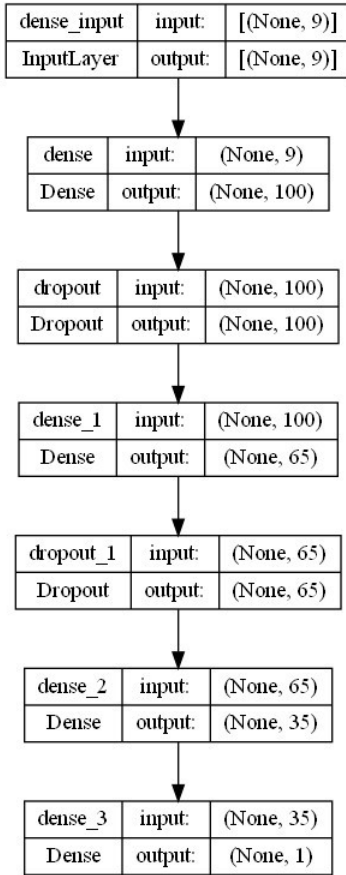 dense_input input: [(None, 9)]
InputLayer output: [(None, 9)]
dense input: (None, 9)
Dense output: (None, 100)
dropout input: (None, 100)
Dropout output: (None, 100)
dense_1 input: (None, 100)
Dense output: (None, 65)
dropout_1 input: (None, 65)
Dropout output: (None, 65)
dense_2 input: (None, 65)
Dense output: (None, 35)
dense_3 input: (None, 35)
Dense output: (None, 1)